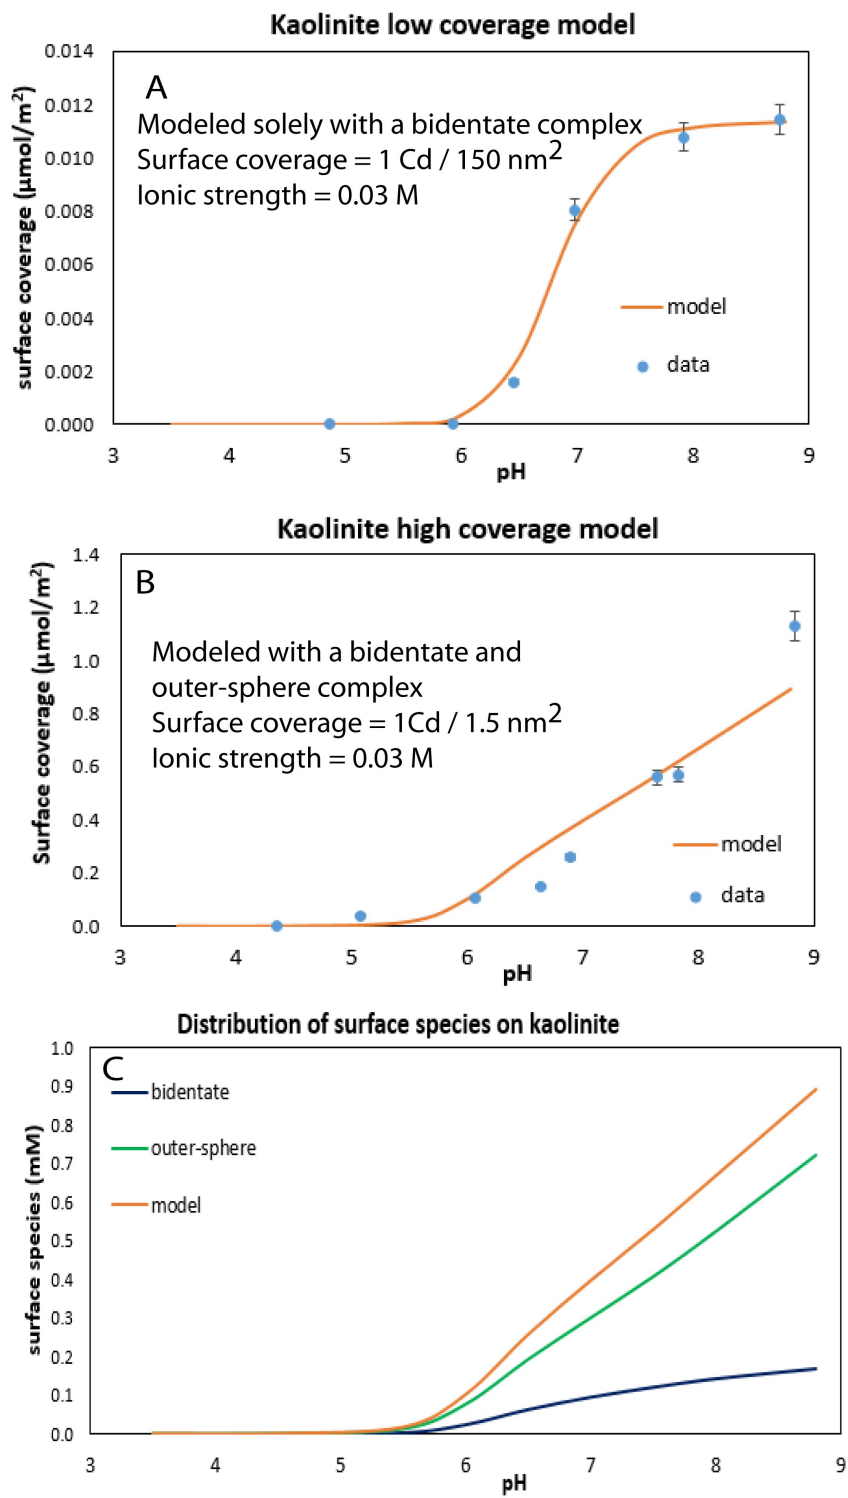 Kaolinite low coverage model
0.014
0.012
0.010
0.008
0.006
0.004
0.002
0.000
surface coverage (µmol/m²)
A
Modeled solely with a bidentate complex
Surface coverage = 1 Cd / 150 nm²
Ionic strength = 0.03 M
model
data
3 4 5 6 7 8 9
pH
Kaolinite high coverage model
1.4
1.2
1.0
0.8
0.6
0.4
0.2
0.0
Surface coverage (µmol/m²)
B
Modeled with a bidentate and
outer-sphere complex
Surface coverage = 1Cd / 1.5 nm²
Ionic strength = 0.03 M
model
data
3 4 5 6 7 8 9
pH
Distribution of surface species on kaolinite
1.0
0.9
0.8
0.7
0.6
0.5
0.4
0.3
0.2
0.1
0.0
surface species (mM)
C
bidentate
outer-sphere
model
3 4 5 6 7 8 9
pH